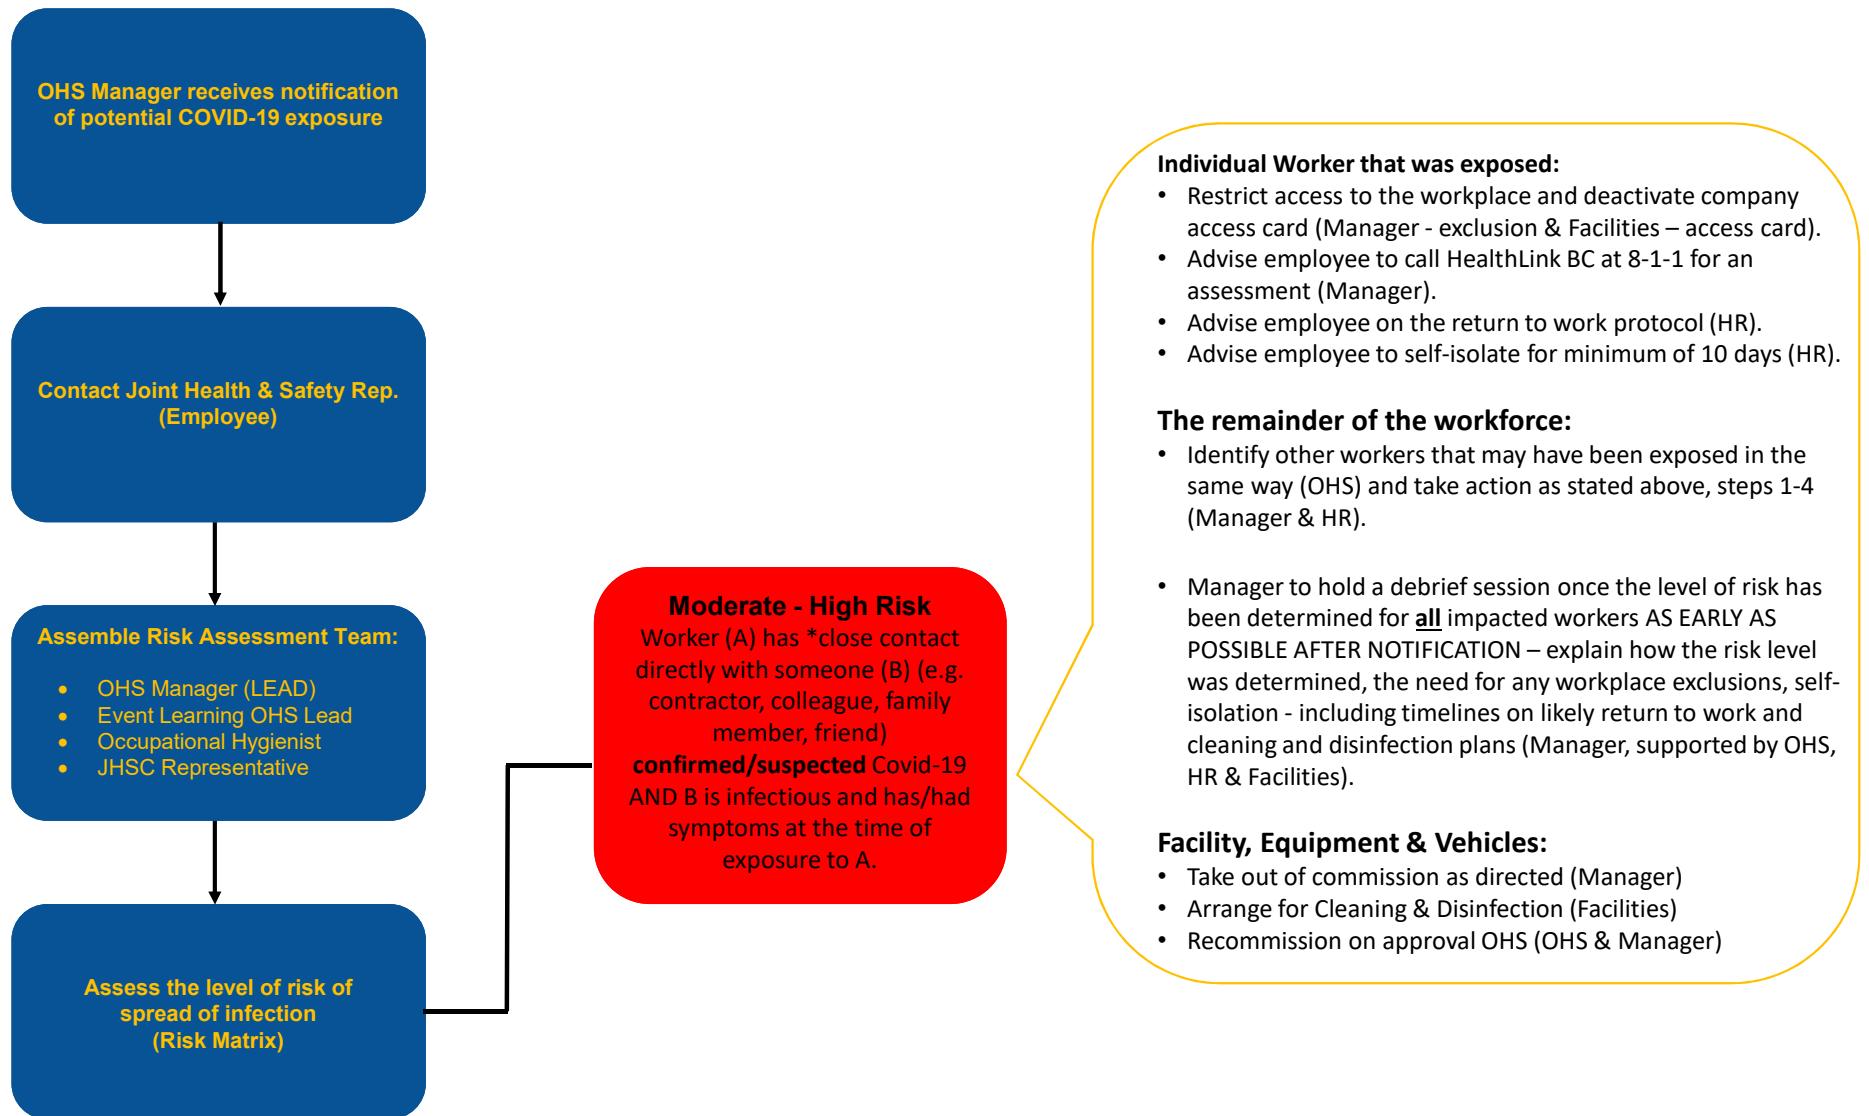 OHS Manager receives notification
of potential COVID-19 exposure
Contact Joint Health & Safety Rep.
(Employee)
Assemble Risk Assessment Team:
• OHS Manager (LEAD)
• Event Learning OHS Lead
• Occupational Hygienist
• JHSC Representative
Assess the level of risk of
spread of infection
(Risk Matrix)
Moderate - High Risk
Worker (A) has *close contact
directly with someone (B) (e.g.
contractor, colleague, family
member, friend)
confirmed/suspected Covid-19
AND B is infectious and has/had
symptoms at the time of
exposure to A.
Individual Worker that was exposed:
• Restrict access to the workplace and deactivate company
access card (Manager - exclusion & Facilities – access card).
• Advise employee to call HealthLink BC at 8-1-1 for an
assessment (Manager).
• Advise employee on the return to work protocol (HR).
• Advise employee to self-isolate for minimum of 10 days (HR).
The remainder of the workforce:
• Identify other workers that may have been exposed in the
same way (OHS) and take action as stated above, steps 1-4
(Manager & HR).
• Manager to hold a debrief session once the level of risk has
been determined for all impacted workers AS EARLY AS
POSSIBLE AFTER NOTIFICATION – explain how the risk level
was determined, the need for any workplace exclusions, self-
isolation - including timelines on likely return to work and
cleaning and disinfection plans (Manager, supported by OHS,
HR & Facilities).
Facility, Equipment & Vehicles:
• Take out of commission as directed (Manager)
• Arrange for Cleaning & Disinfection (Facilities)
• Recommission on approval OHS (OHS & Manager)